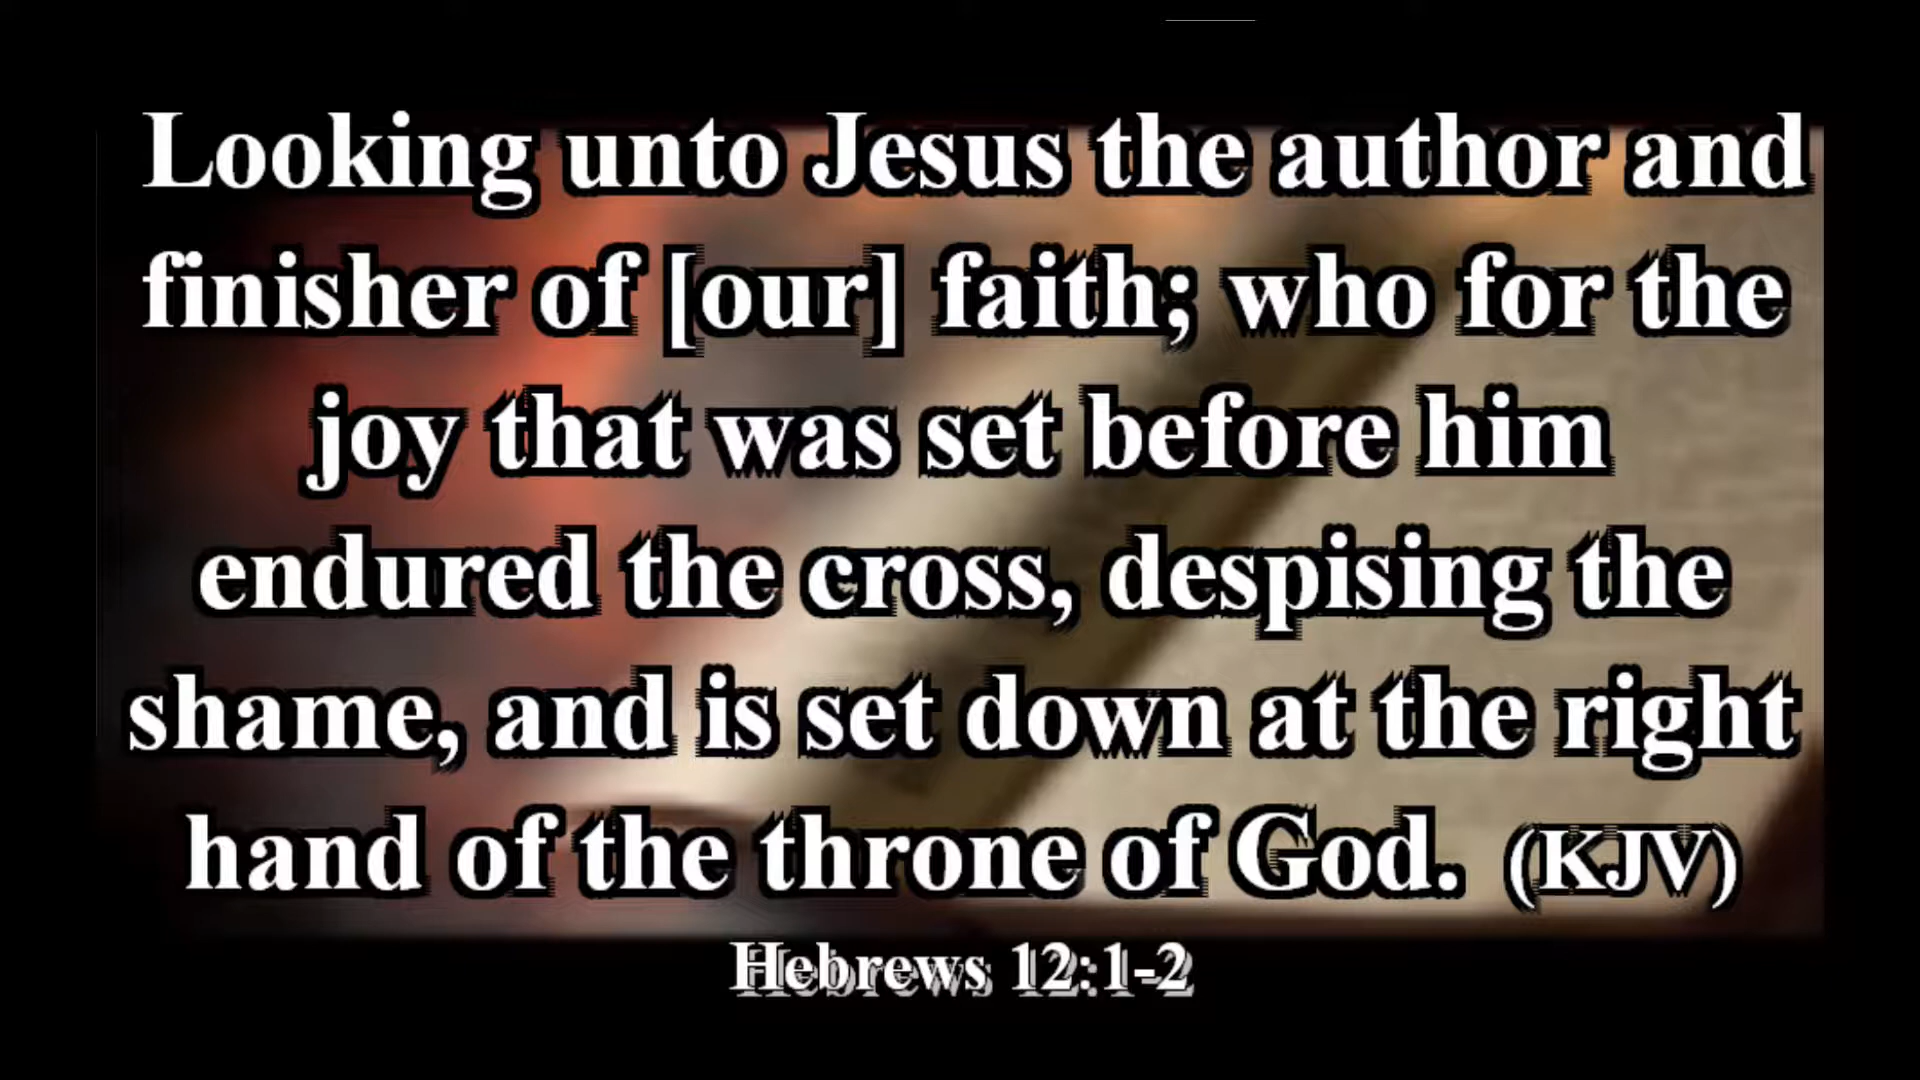 Looking unto Jesus the author and
finisher of [our] faith; who for the
joy that was set before him
endured the cross, despising the
shame, and is set down at the right
hand of the throne of God. (KJV)
Hebrews 12:1-2